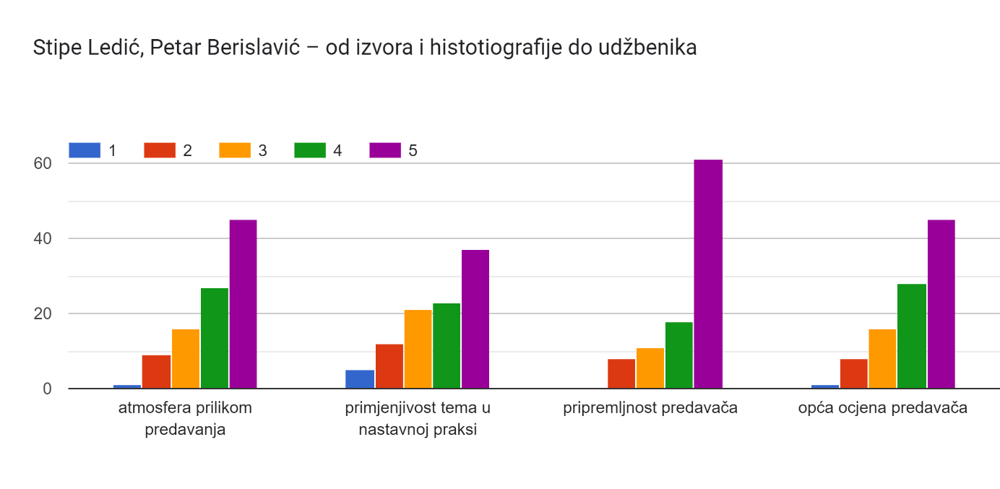 Stipe Ledić, Petar Berislavić – od izvora i histotiografije do udžbenika
1 2 3 4 5
60
40
20
0
atmosfera prilikom
predavanja
primjenjivost tema u
nastavnoj praksi
pripremljnost predavača
opća ocjena predavača